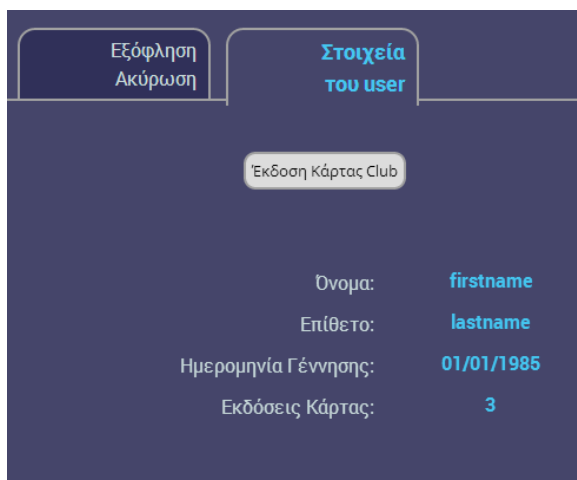 Εξόφληση
Ακύρωση
Στοιχεία
του user
Έκδοση Κάρτας Club
Όνομα: firstname
Επίθετο: lastname
Ημερομηνία Γέννησης: 01/01/1985
Εκδόσεις Κάρτας: 3